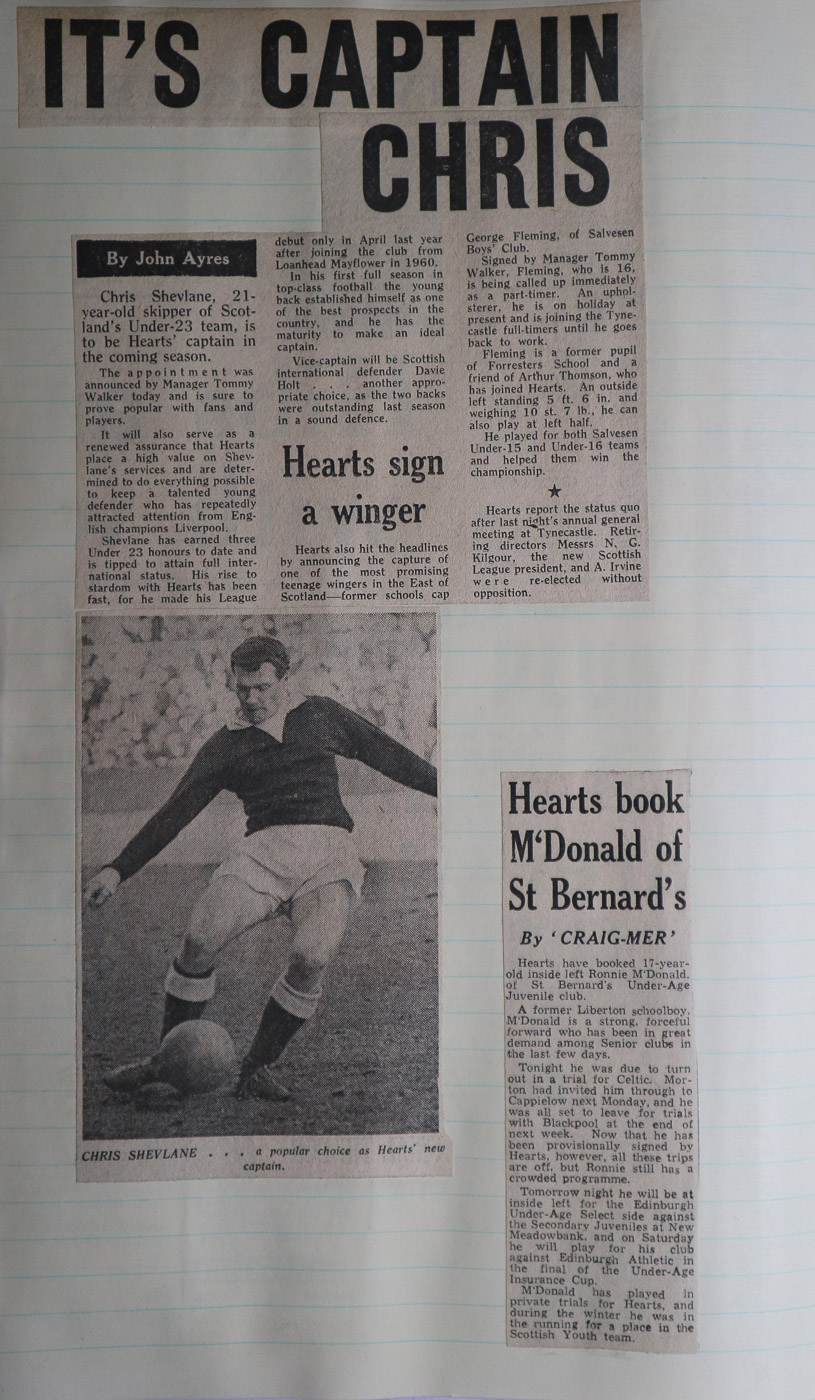 IT'S CAPTAIN
CHRIS
By John Ayres
Chris Shevlane, 21-
year-old skipper of Scot-
land's Under-23 team, is
to be Hearts' captain in
the coming season.
The appointment was
announced by Manager Tommy
Walker today and is sure to
prove popular with fans and
players.
It will also serve as a
renewed assurance that Hearts
place a high value on Shev-
lane's services and are deter-
mined to do everything possible
to keep a talented young
defender who has repeatedly
attracted attention from Eng-
lish champions Liverpool.
Shevlane has earned three
Under 23 honours to date and
is tipped to attain full inter-
national status. His rise to
stardom with Hearts has been
fast, for he made his League
debut only in April last year
after joining the club from
Loanhead Mayflower in 1960.
In his first full season in
top-class football the young
back established himself as one
of the best prospects in the
country, and he has the
maturity to make an ideal
captain.
Vice-captain will be Scottish
international defender Davie
Holt . . . another appro-
priate choice, as the two backs
were outstanding last season
in a sound defence.
Hearts sign
a winger
Hearts also hit the headlines
by announcing the capture of
one of the most promising
teenage wingers in the East of
Scotland—former schools cap
George Fleming, of Salvesen
Boys' Club.
Signed by Manager Tommy
Walker, Fleming, who is 16,
is being called up immediately
as a part-timer. An uphol-
sterer, he is on holiday at
present and is joining the Tyne-
castle full-timers until he goes
back to work.
Fleming is a former pupil
of Forresters School and a
friend of Arthur Thomson, who
has joined Hearts. An outside
left standing 5 ft. 6 in. and
weighing 10 st. 7 lb., he can
also play at left half.
He played for both Salvesen
Under-15 and Under-16 teams
and helped them win the
championship.
★
Hearts report the status quo
after last night's annual general
meeting at Tynecastle. Retir-
ing directors Messrs N. G.
Kilgour, the new Scottish
League president, and A. Irvine
were re-elected without
opposition.
CHRIS SHEVLANE . . . a popular choice as Hearts' new
captain.
Hearts book
M‘Donald of
St Bernard's
By ‘CRAIG-MER’
Hearts have booked 17-year-
old inside left Ronnie M‘Donald,
of St Bernard's Under-Age
Juvenile club.
A former Liberton schoolboy,
M‘Donald is a strong, forceful
forward who has been in great
demand among Senior clubs in
the last few days.
Tonight he was due to turn
out in a trial for Celtic. Mor-
ton had invited him through to
Cappielow next Monday, and he
was all set to leave for trials
with Blackpool at the end of
next week. Now that he has
been provisionally signed by
Hearts, however, all these trips
are off, but Ronnie still has a
crowded programme.
Tomorrow night he will be at
inside left for the Edinburgh
Under-Age Select side against
the Secondary Juveniles at New
Meadowbank, and on Saturday
he will play for his club
against Edinburgh Athletic in
the final of the Under-Age
Insurance Cup.
M‘Donald has played in
private trials for Hearts, and
during the winter he was in
the running for a place in the
Scottish Youth team.